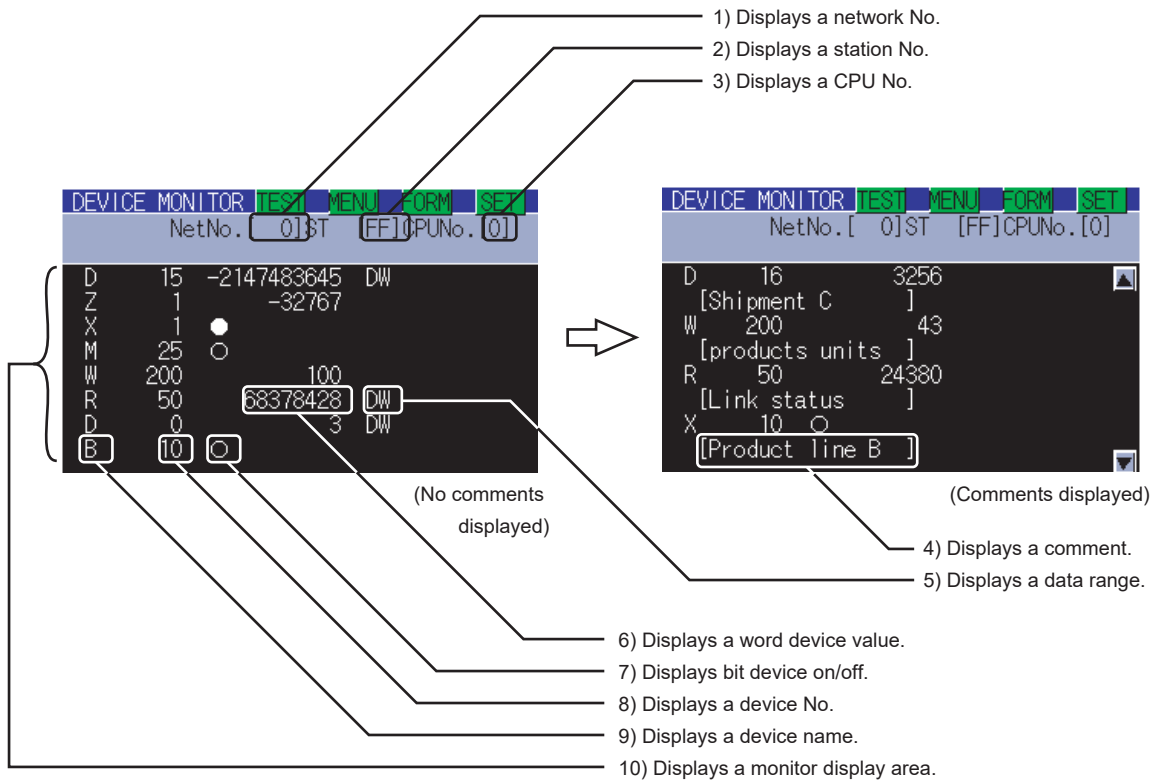 1) Displays a network No.
2) Displays a station No.
3) Displays a CPU No.
DEVICE MONITOR TEST MENU FORM SET
NetNo.[ 0]ST [FF]CPUNo.[0]
D 15 -2147483645 DW
Z 1 -32767
X 1 ●
M 25 ○
W 200 100
R 50 68378428 DW
D 0 3 DW
B 10 ○
(No comments
displayed)
DEVICE MONITOR TEST MENU FORM SET
NetNo.[ 0]ST [FF]CPUNo.[0]
D 16 3256
[Shipment C ]
W 200 43
[products units ]
R 50 24380
[Link status ]
X 10 ○
[Product line B ]
(Comments displayed)
4) Displays a comment.
5) Displays a data range.
6) Displays a word device value.
7) Displays bit device on/off.
8) Displays a device No.
9) Displays a device name.
10) Displays a monitor display area.